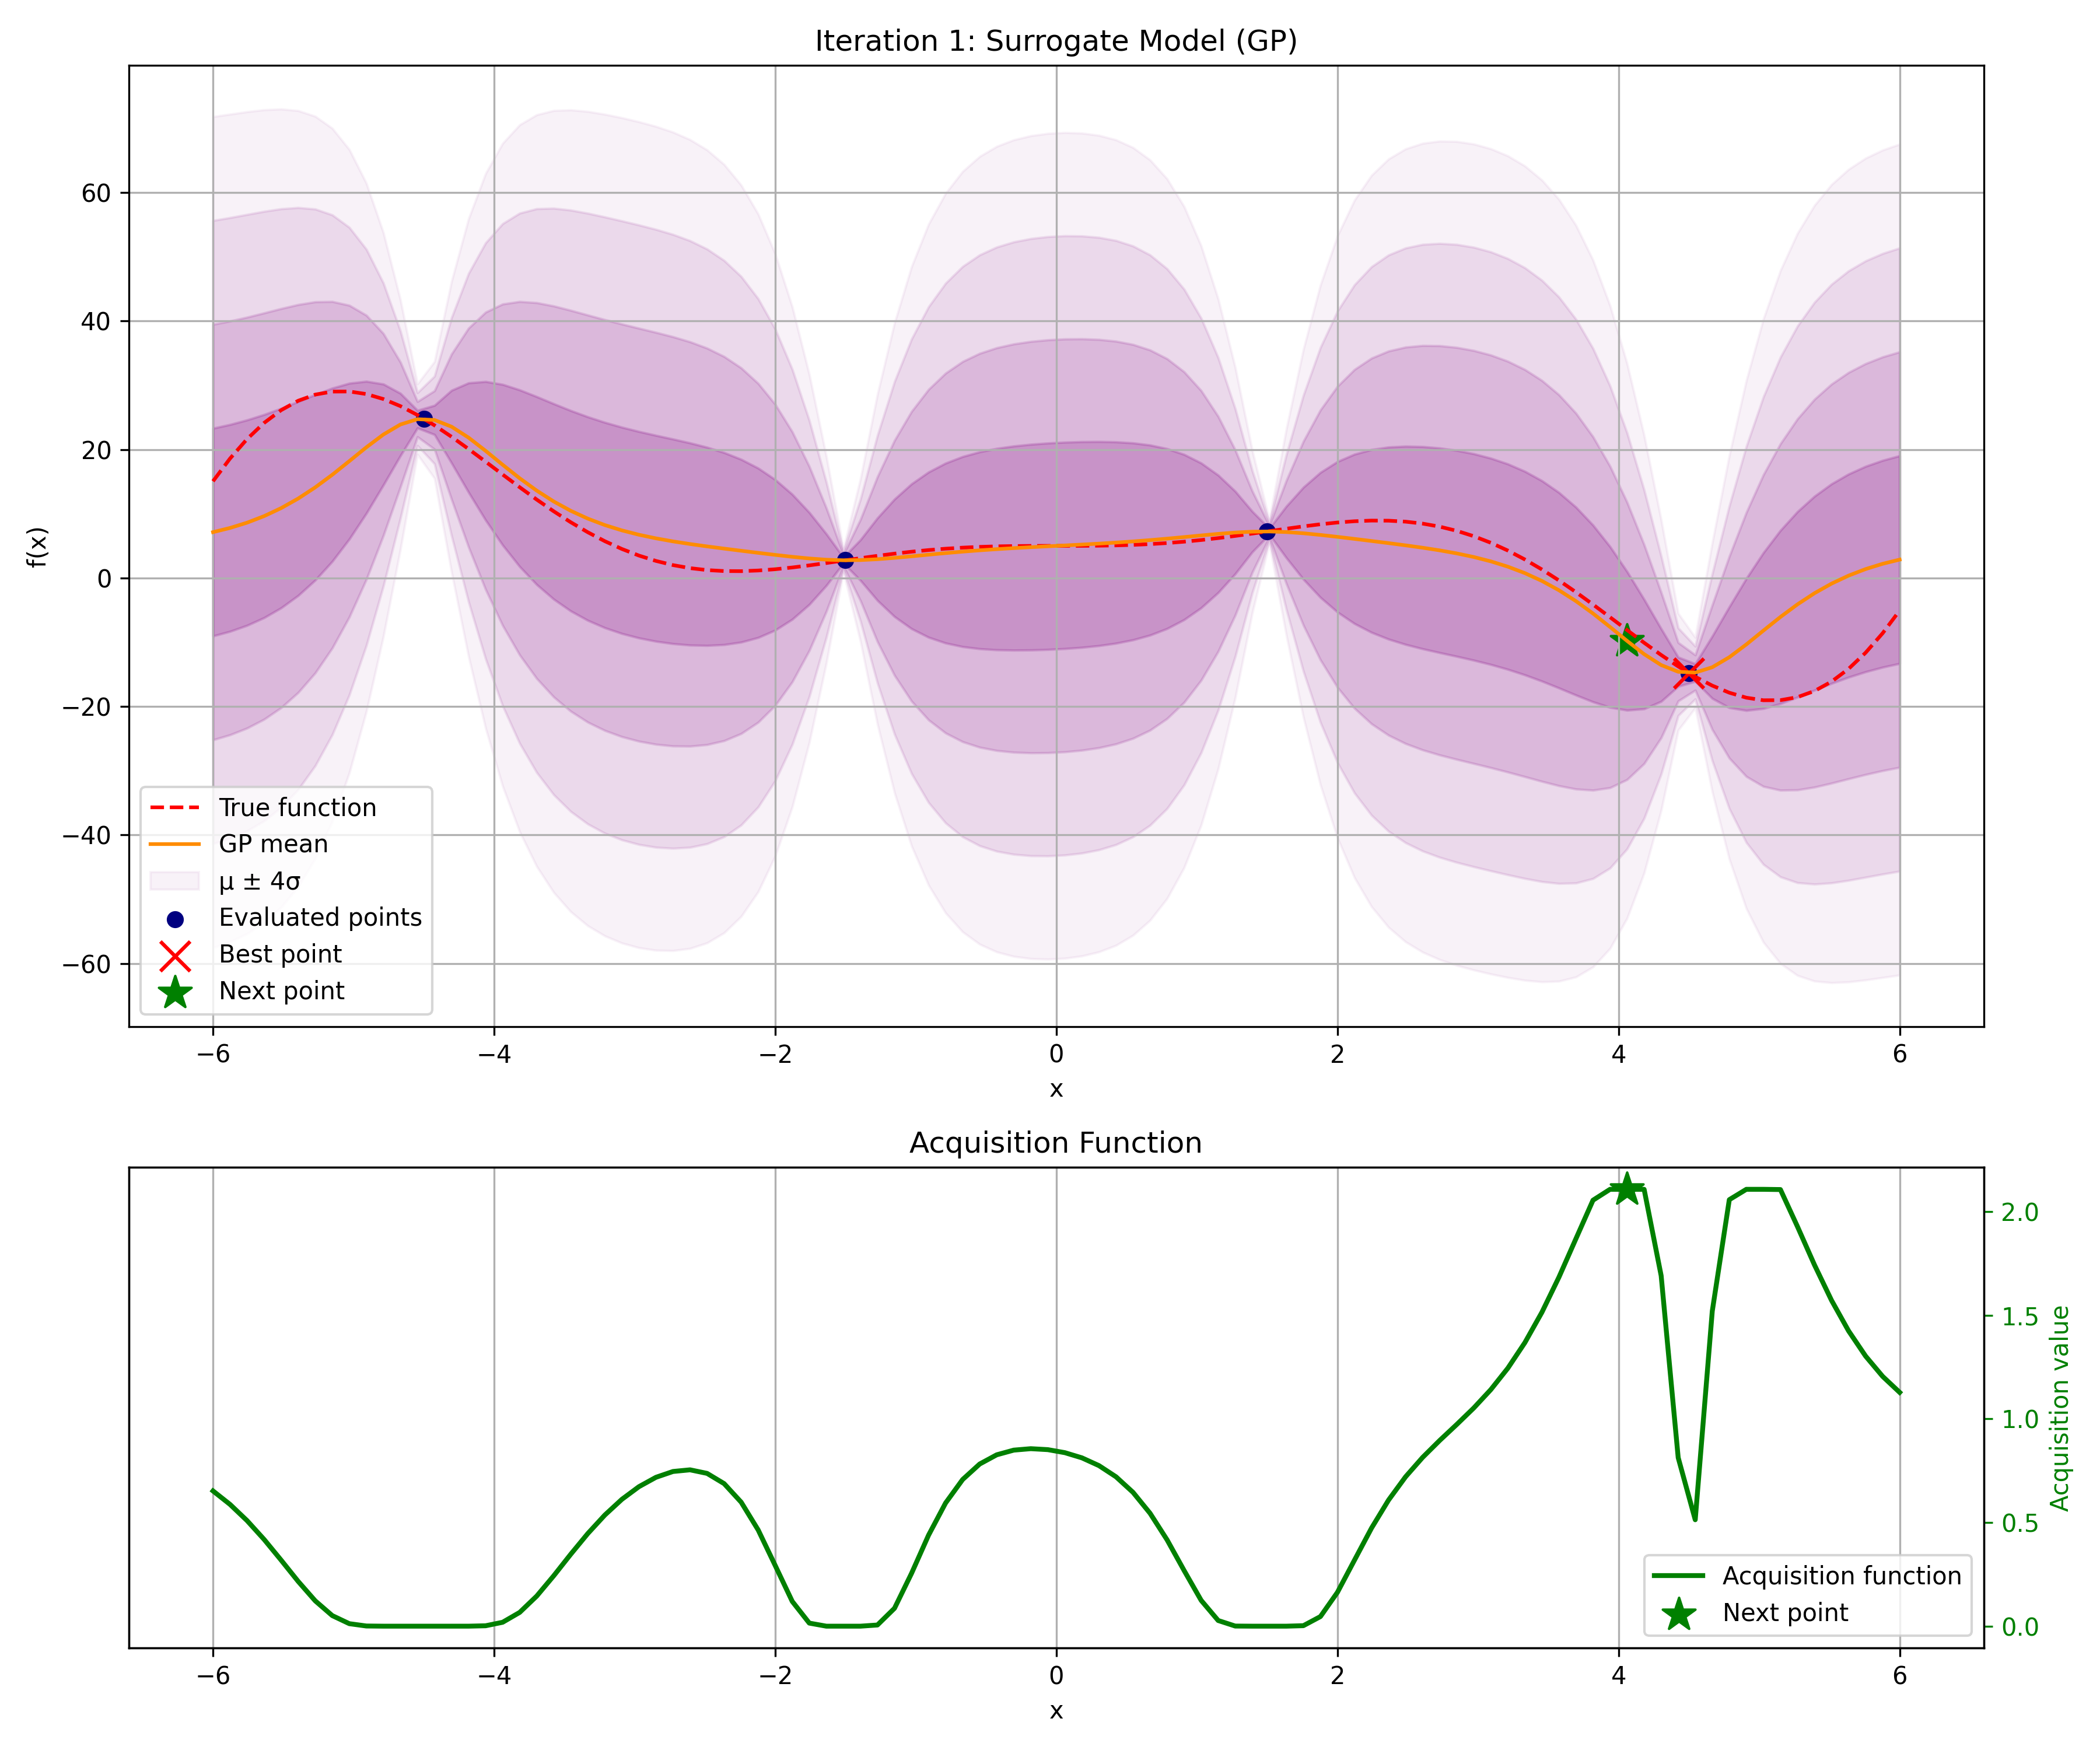 Iteration 1: Surrogate Model (GP)
f(x)
60
40
20
0
−20
−40
−60
True function
GP mean
μ ± 4σ
Evaluated points
Best point
Next point
−6 −4 −2 0 2 4 6
x
Acquisition Function
2.0
1.5
1.0
0.5
0.0
Acquisition value
Acquisition function
Next point
−6 −4 −2 0 2 4 6
x